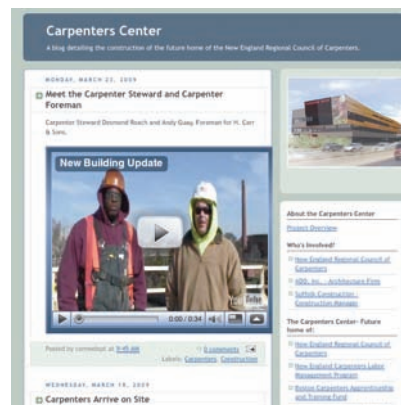 Carpenters Center
A blog detailing the construction of the future home of the New England Regional Council of Carpenters.
MONDAY, MARCH 23, 2009
Meet the Carpenter Steward and Carpenter
Foreman
Carpenter Steward Desmond Roach and Andy Guay, Foreman for H. Carr
& Sons.
New Building Update
0:00 / 0:34
Posted by at 9:45 AM
0 comments
Labels: Carpenters, Construction
WEDNESDAY, MARCH 18, 2009
Carpenters Arrive on Site
About the Carpenters Center
Project Overview
Who's Involved?
New England Regional Council of
Carpenters
ADD, Inc. - Architecture Firm
Suffolk Construction -
Construction Manager
The Carpenters Center- Future
home of:
New England Regional Council of
Carpenters
New England Carpenters Labor
Management Program
Boston Carpenters Apprenticeship
and Training Fund